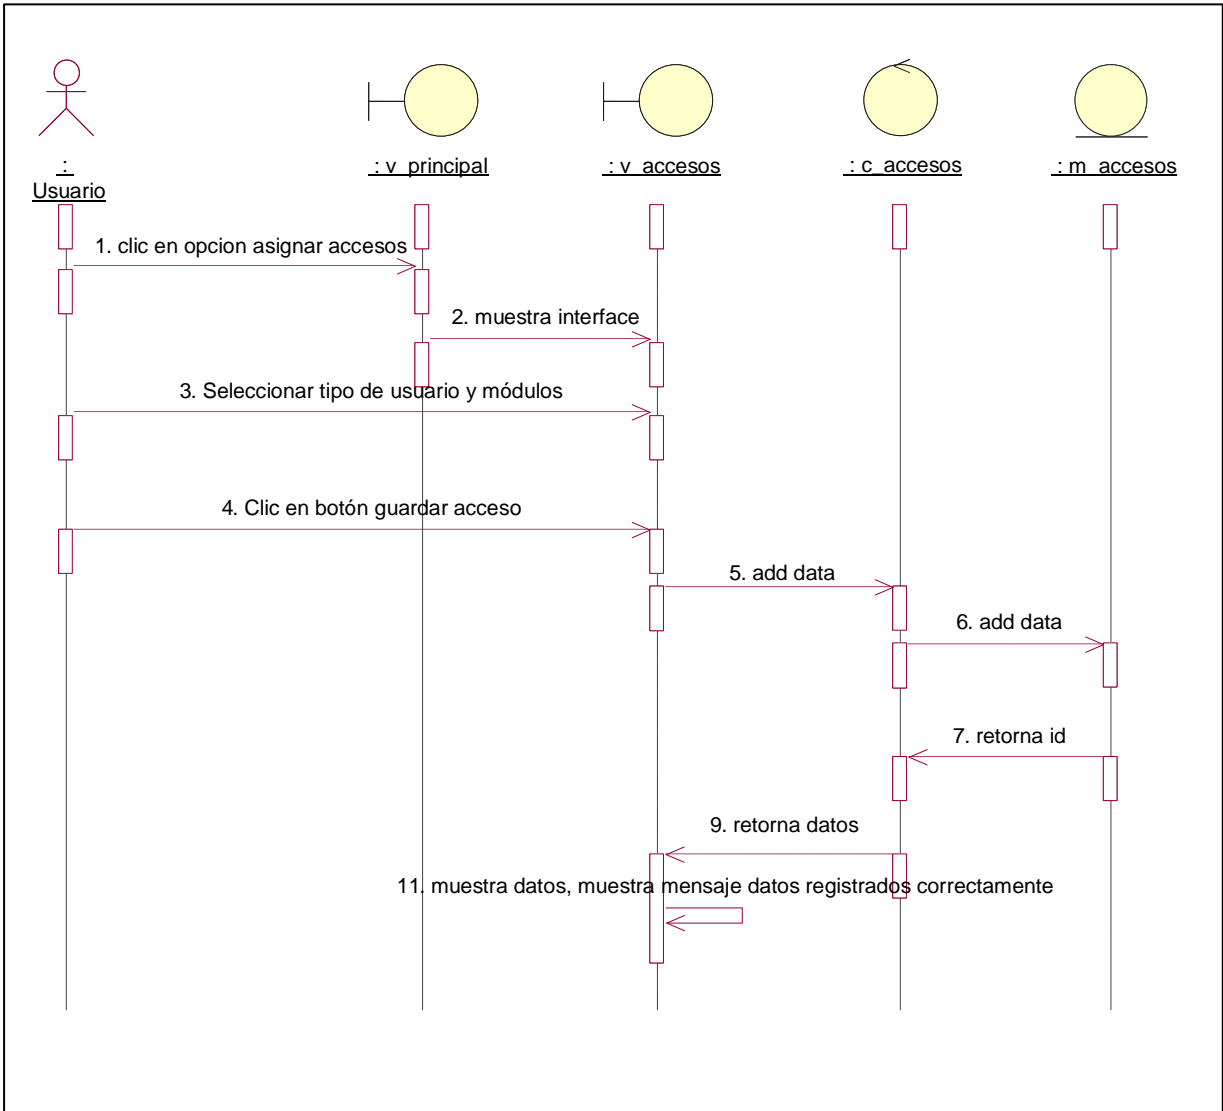 :
Usuario
: v_principal
: v_accesos
: c_accesos
: m_accesos
1. clic en opcion asignar accesos
2. muestra interface
3. Seleccionar tipo de usuario y módulos
4. Clic en botón guardar acceso
5. add data
6. add data
7. retorna id
9. retorna datos
11. muestra datos, muestra mensaje datos registrados correctamente